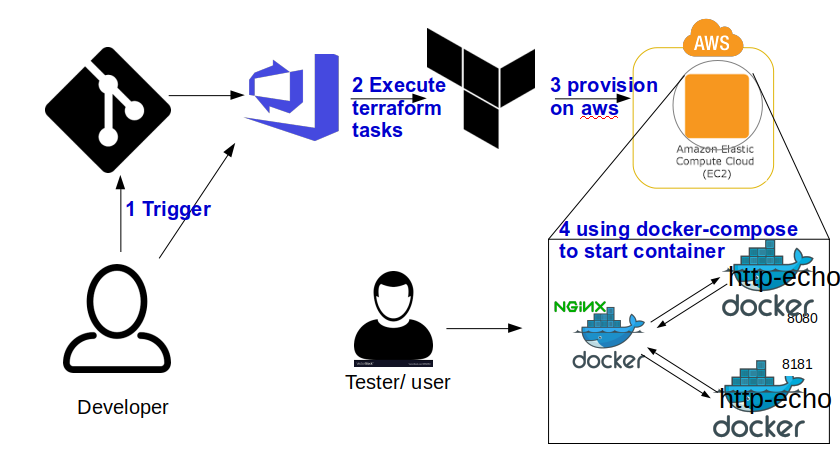 AWS
2 Execute
terraform
tasks
3 provision
on aws
Amazon Elastic
Compute Cloud
(EC2)
1 Trigger
4 using docker-compose
to start container
http-echo
docker
8080
NGiNX
docker
8181
http-echo
docker
Tester/ user
Developer